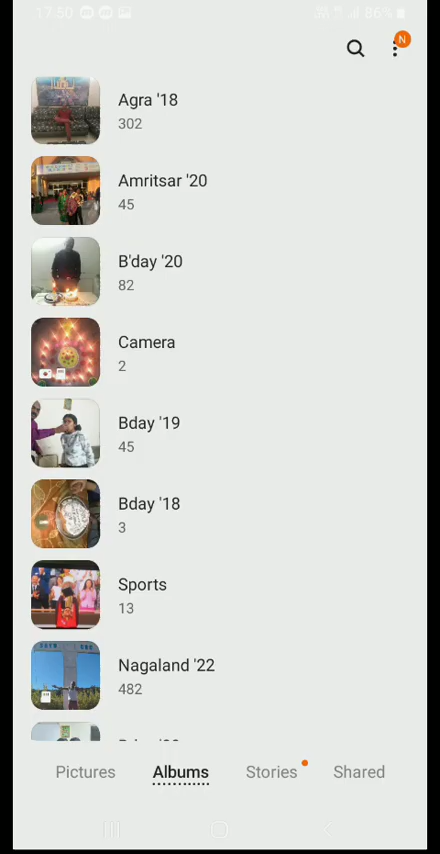 17:50
86%
N
Agra '18
302
Amritsar '20
45
B'day '20
82
Camera
2
Bday '19
45
Bday '18
3
Sports
13
Nagaland '22
482
Pictures Albums Stories Shared